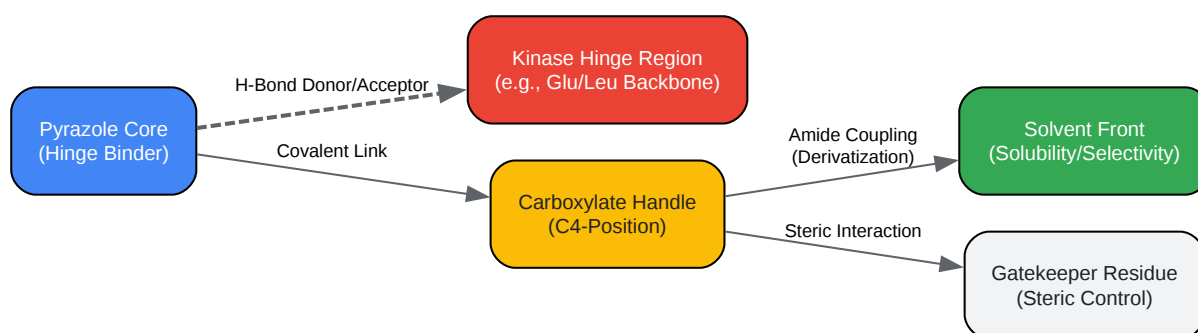 Pyrazole Core
(Hinge Binder)
H-Bond Donor/Acceptor
Covalent Link
Kinase Hinge Region
(e.g., Glu/Leu Backbone)
Carboxylate Handle
(C4-Position)
Amide Coupling
(Derivatization)
Steric Interaction
Solvent Front
(Solubility/Selectivity)
Gatekeeper Residue
(Steric Control)